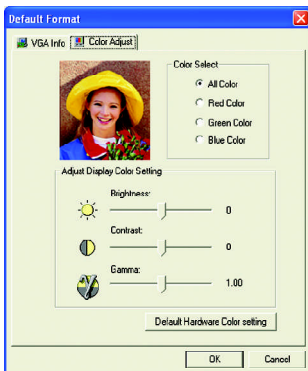 Default Format
VGA Info
Color Adjust
Color Select
All Color
Red Color
Green Color
Blue Color
Adjust Display Color Setting
Brightness:
0
Contrast:
0
Gamma:
1.00
Default Hardware Color setting
OK
Cancel